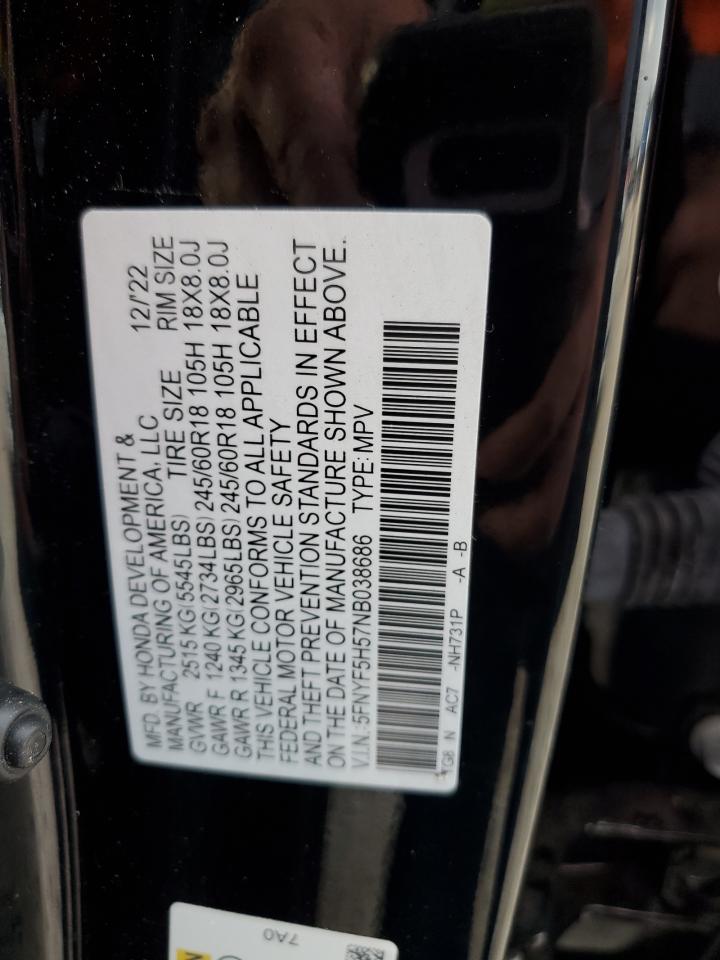 MFD. BY HONDA DEVELOPMENT &
MANUFACTURING OF AMERICA, LLC 12/'22
GVWR 2515 KG(5545LBS) TIRE SIZE RIM SIZE
GAWR F 1240 KG(2734LBS) 245/60R18 105H 18X8.0J
GAWR R 1345 KG(2965LBS) 245/60R18 105H 18X8.0J
THIS VEHICLE CONFORMS TO ALL APPLICABLE
FEDERAL MOTOR VEHICLE SAFETY
AND THEFT PREVENTION STANDARDS IN EFFECT
ON THE DATE OF MANUFACTURE SHOWN ABOVE.
V.I.N.:5FNYF5H57NB038686 TYPE: MPV
TG8 N AC7 -NH731P -A -B
7A0